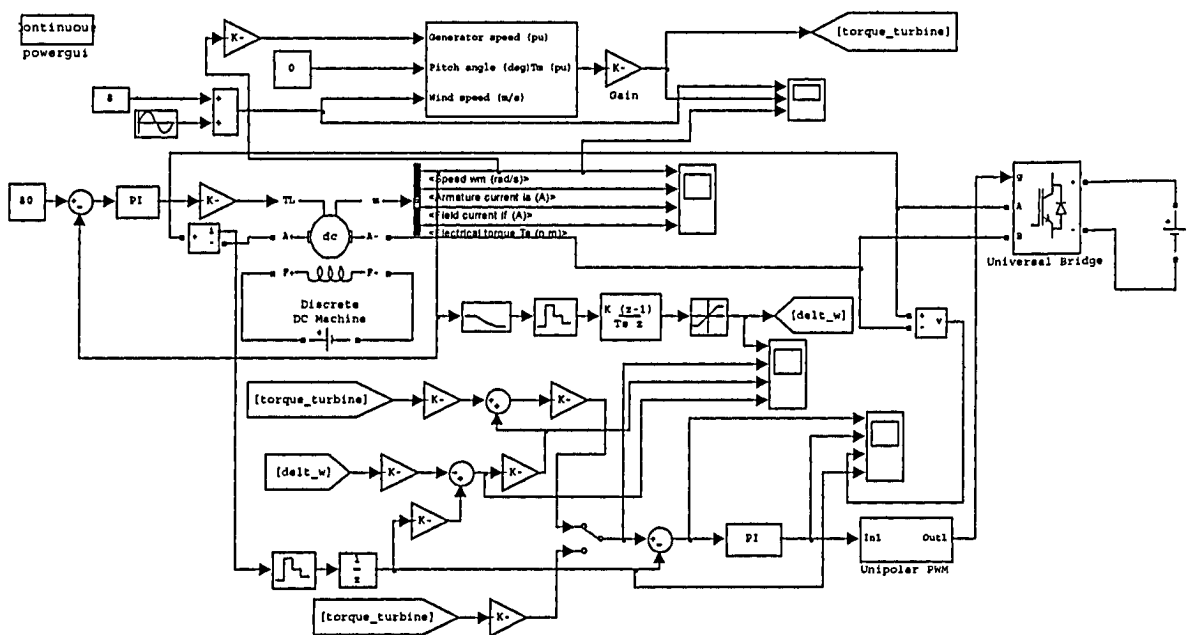 ontinuou
powergui
K-
Generator speed (pu)
[torque_turbine]
0
Pitch angle (deg)Tm (pu)
K-
Gain
8
Wind speed (m/s)
+
+
<Speed wm (rad/s)>
<Armature current ia (A)>
<Field current if (A)>
<Electrical torque Te (n m)>
80
+
-
PI
K-
TL
m
A+
dc
A-
+
i
-
F+
F-
Discrete
DC Machine
+
g
A
B
+
-
Universal Bridge
+
K (z-1)
Ts z
[delt_w]
+
-
v
[torque_turbine]
K-
+
+
K-
[delt_w]
K-
+
K-
K-
1
z
-
PI
In1
Out1
Unipolar PWM
[torque_turbine]
K-